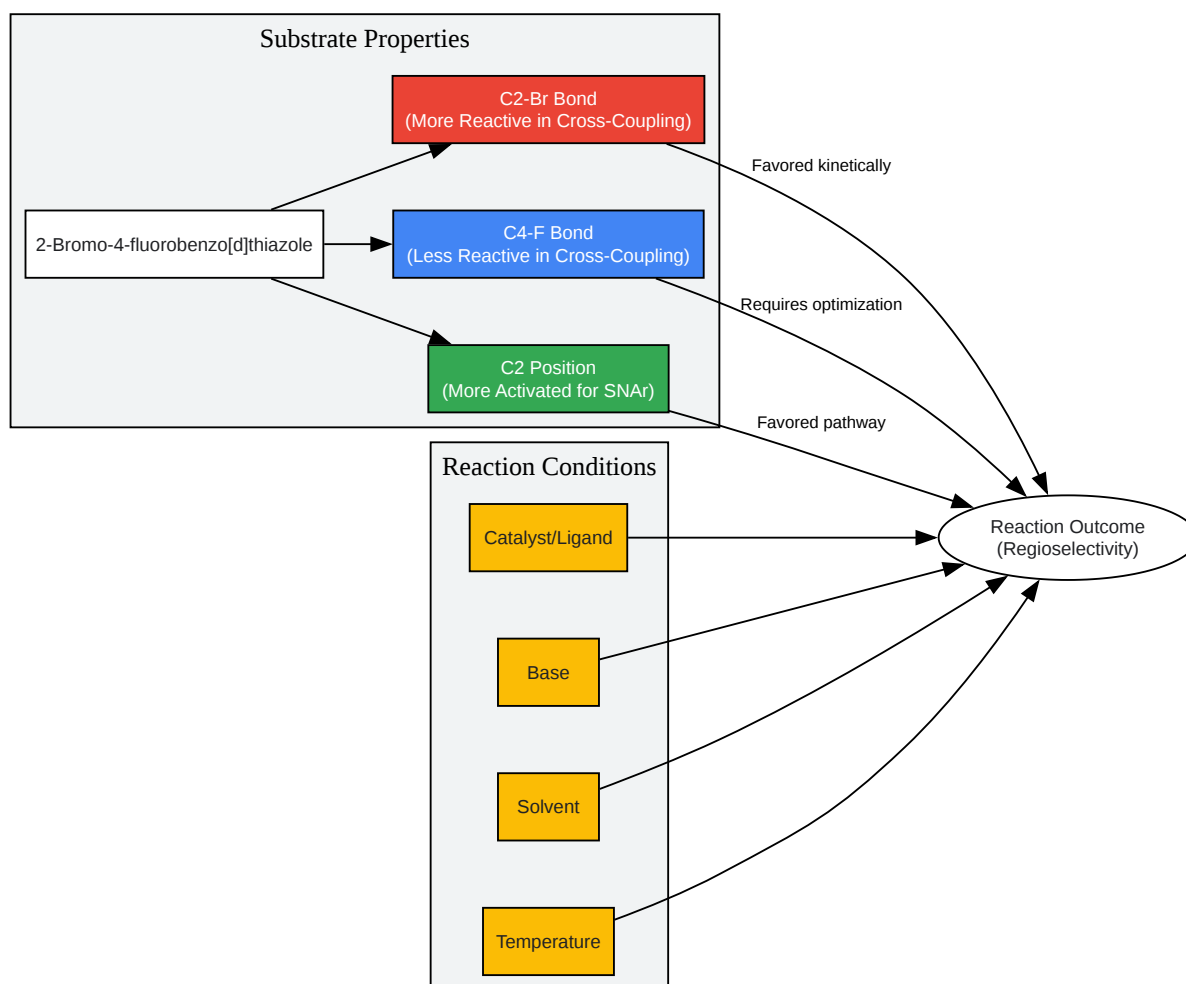 Substrate Properties
C2-Br Bond
(More Reactive in Cross-Coupling)
Favored kinetically
2-Bromo-4-fluorobenzo[d]thiazole
C4-F Bond
(Less Reactive in Cross-Coupling)
Requires optimization
C2 Position
(More Activated for SNAr)
Favored pathway
Reaction Conditions
Catalyst/Ligand
Reaction Outcome
(Regioselectivity)
Base
Solvent
Temperature